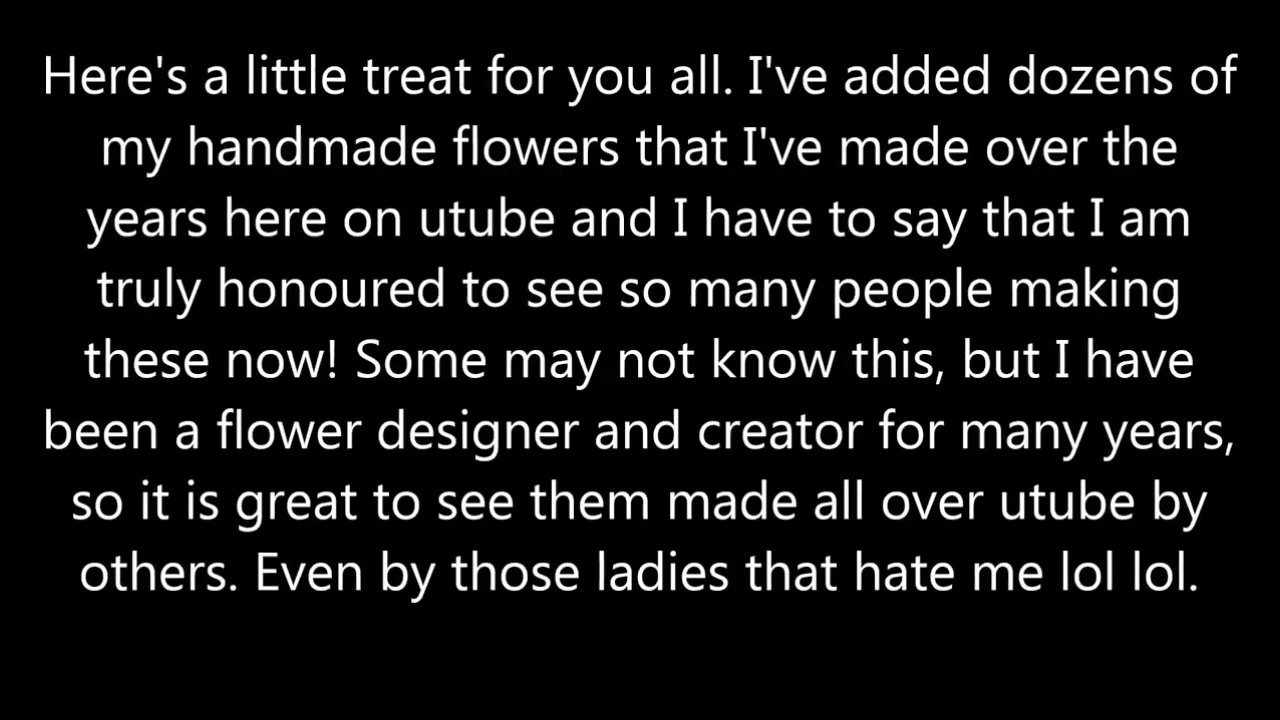 Here's a little treat for you all. I've added dozens of
my handmade flowers that I've made over the
years here on utube and I have to say that I am
truly honoured to see so many people making
these now! Some may not know this, but I have
been a flower designer and creator for many years,
so it is great to see them made all over utube by
others. Even by those ladies that hate me lol lol.